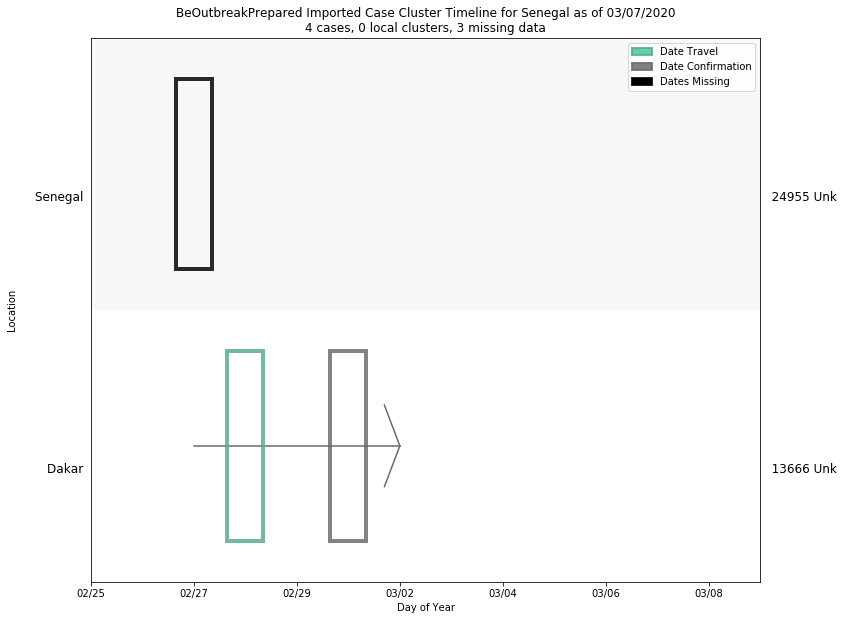 BeOutbreakPrepared Imported Case Cluster Timeline for Senegal as of 03/07/2020
4 cases, 0 local clusters, 3 missing data
Date Travel
Date Confirmation
Dates Missing
Senegal
24955 Unk
Location
Dakar
13666 Unk
02/25
02/27
02/29
03/02
03/04
03/06
03/08
Day of Year